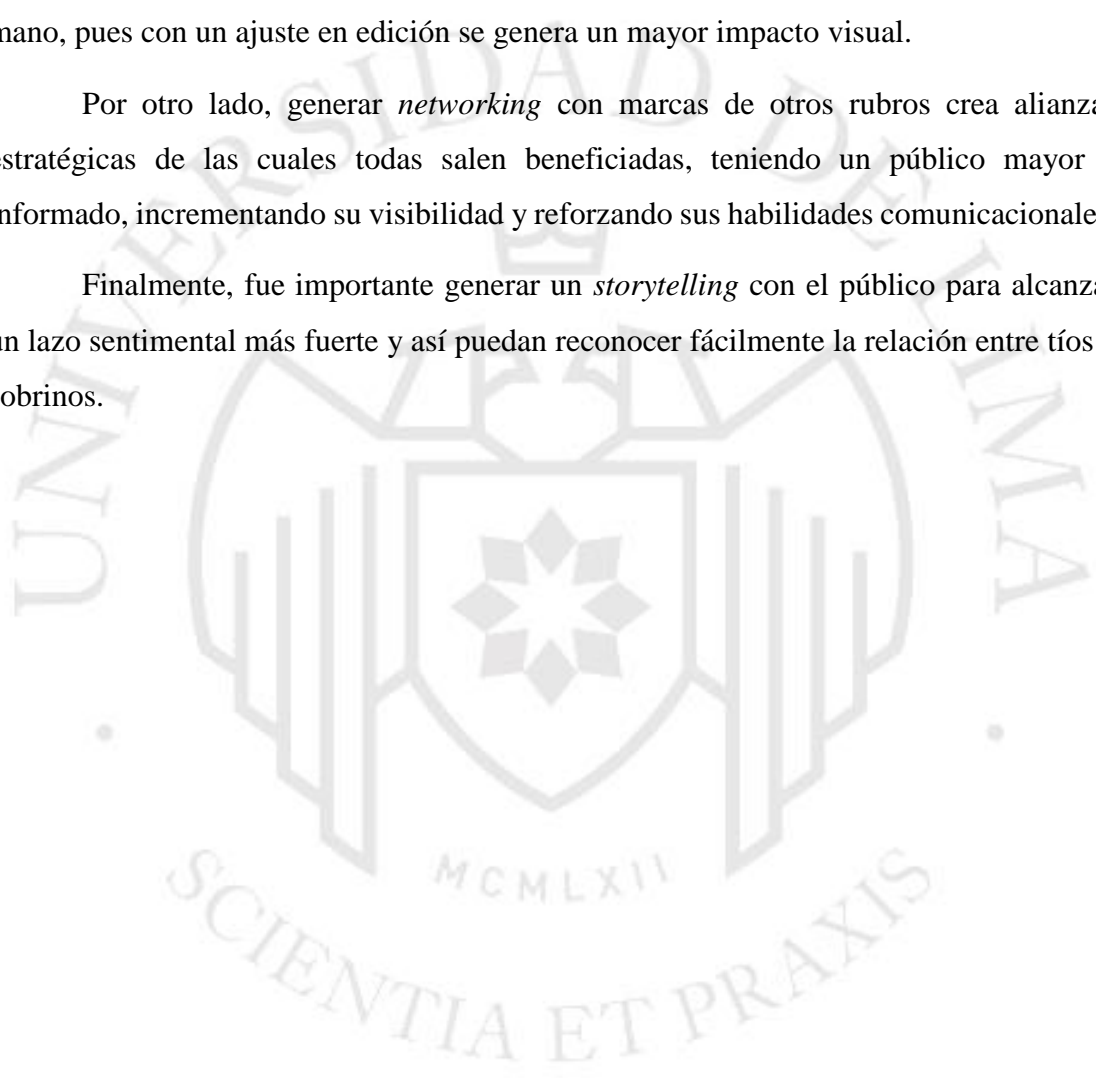 mano, pues con un ajuste en edición se genera un mayor impacto visual.
Por otro lado, generar networking con marcas de otros rubros crea alianza
estratégicas de las cuales todas salen beneficiadas, teniendo un público mayor
nformado, incrementando su visibilidad y reforzando sus habilidades comunicacionale
Finalmente, fue importante generar un storytelling con el público para alcanza
un lazo sentimental más fuerte y así puedan reconocer fácilmente la relación entre tíos
obrinos.
UNIVERSIDAD DE LIMA
MCMLXII
SCIENTIA ET PRAXIS